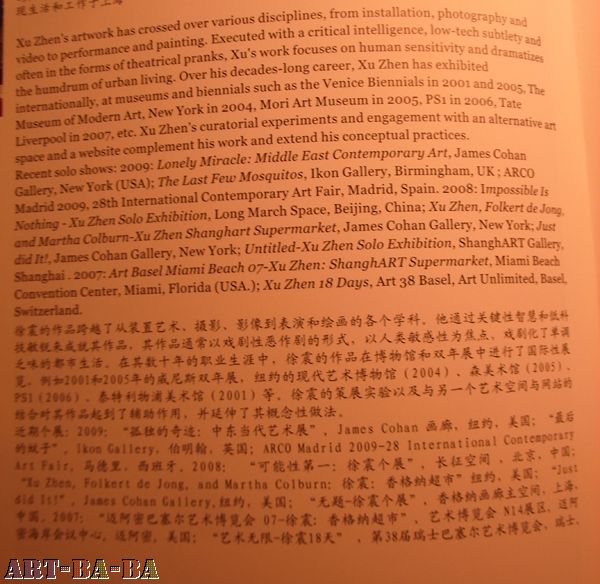 现生活和工作于上海
Xu Zhen's artwork has crossed over various disciplines, from installation, photography and
video to performance and painting. Executed with a critical intelligence, low-tech subtlety and
often in the forms of theatrical pranks, Xu's work focuses on human sensitivity and dramatizes
the humdrum of urban living. Over his decades-long career, Xu Zhen has exhibited
internationally, at museums and biennials such as the Venice Biennials in 2001 and 2005, The
Museum of Modern Art, New York in 2004, Mori Art Museum in 2005, PS1 in 2006, Tate
Liverpool in 2007, etc. Xu Zhen's curatorial experiments and engagement with an alternative art
space and a website complement his work and extend his conceptual practices.
Recent solo shows: 2009: Lonely Miracle: Middle East Contemporary Art, James Cohan
Gallery, New York (USA); The Last Few Mosquitos, Ikon Gallery, Birmingham, UK ; ARCO
Madrid 2009, 28th International Contemporary Art Fair, Madrid, Spain. 2008: Impossible Is
Nothing - Xu Zhen Solo Exhibition, Long March Space, Beijing, China; Xu Zhen, Folkert de Jong,
and Martha Colburn-Xu Zhen Shanghart Supermarket, James Cohan Gallery, New York; Just
did It!, James Cohan Gallery, New York; Untitled-Xu Zhen Solo Exhibition, ShanghART Gallery,
Shanghai . 2007: Art Basel Miami Beach 07-Xu Zhen: ShanghART Supermarket, Miami Beach
Convention Center, Miami, Florida (USA.); Xu Zhen 18 Days, Art 38 Basel, Art Unlimited, Basel,
Switzerland.
徐震的作品跨越了从装置艺术、摄影、影像到表演和绘画的各个学科。他通过关键性智慧和低科
技敏锐来成就其作品，其作品通常以戏剧性恶作剧的形式，以人类敏感性为焦点，戏剧化了单调
乏味的都市生活。在其数十年的职业生涯中，徐震的作品在博物馆和双年展中进行了国际性展
览。例如2001和2005年的威尼斯双年展，纽约的现代艺术博物馆（2004）、森美术馆（2005）、
PS1（2006）、泰特利物浦美术馆（2001）等。徐震的策展实验以及与另一个艺术空间与网站的
结合对其作品起到了辅助作用，并延伸了其概念性做法。
近期个展：2009：“孤独的奇迹：中东当代艺术展”，James Cohan 画廊，纽约，美国；“最后
的蚊子”，Ikon Gallery，伯明翰，英国；ARCO Madrid 2009-28 International Contemporary
Art Fair，马德里，西班牙。2008：“可能性第一：徐震个展”，长征空间，北京，中国；
“Xu Zhen, Folkert de Jong, and Martha Colburn：徐震：香格纳超市”纽约，美国；“Just
did It!”，James Cohan Gallery,纽约，美国；“无题-徐震个展”，香格纳画廊主空间，上海，
中国。2007：“迈阿密巴塞尔艺术博览会 07-徐震：香格纳超市”，艺术博览会 N14展区，迈阿
密海岸会议中心，迈阿密，美国；“艺术无限-徐震18天”，第38届瑞士巴塞尔艺术博览会，瑞士。
ART-BA-BA